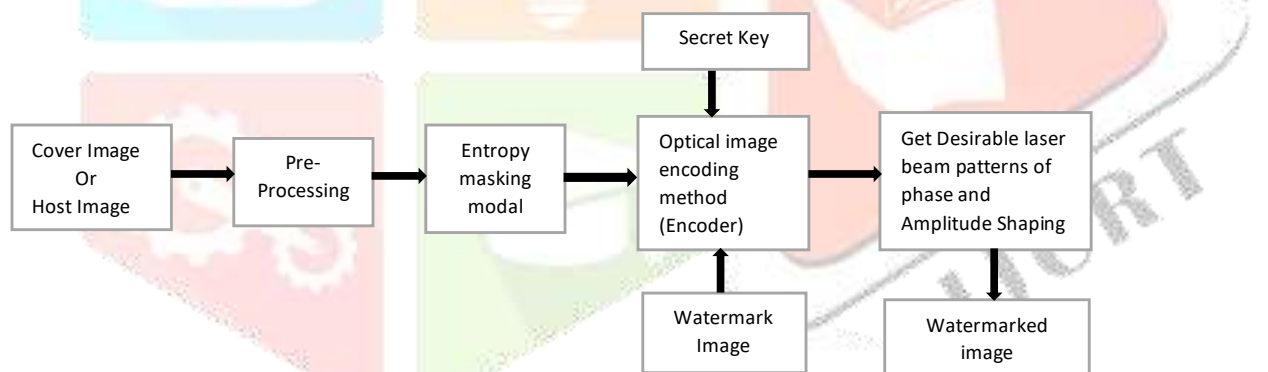 Secret Key
Cover Image
Or
Host Image
Pre-
Processing
Entropy
masking
modal
Optical image
encoding
method
(Encoder)
Get Desirable laser
beam patterns of
phase and
Amplitude Shaping
Watermark
Image
Watermarked
image
IJCRT